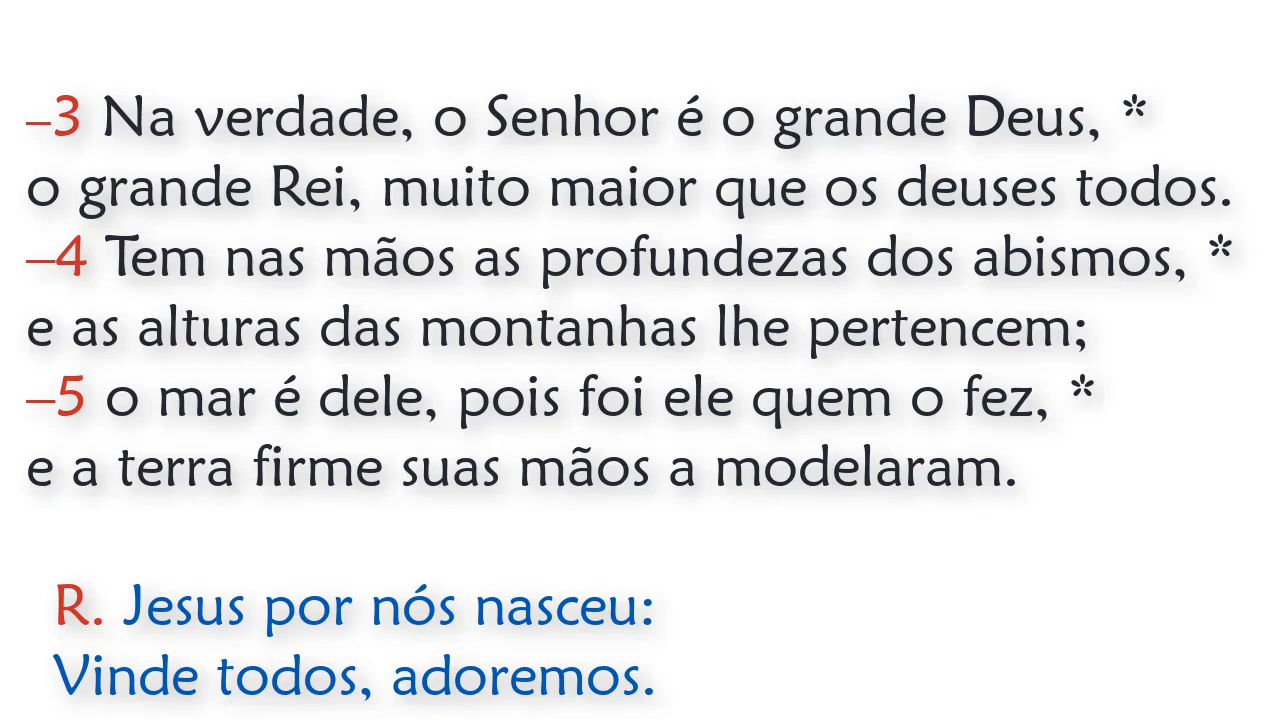 –3 Na verdade, o Senhor é o grande Deus, *
o grande Rei, muito maior que os deuses todos.
–4 Tem nas mãos as profundezas dos abismos, *
e as alturas das montanhas lhe pertencem;
–5 o mar é dele, pois foi ele quem o fez, *
e a terra firme suas mãos a modelaram.
R. Jesus por nós nasceu:
Vinde todos, adoremos.